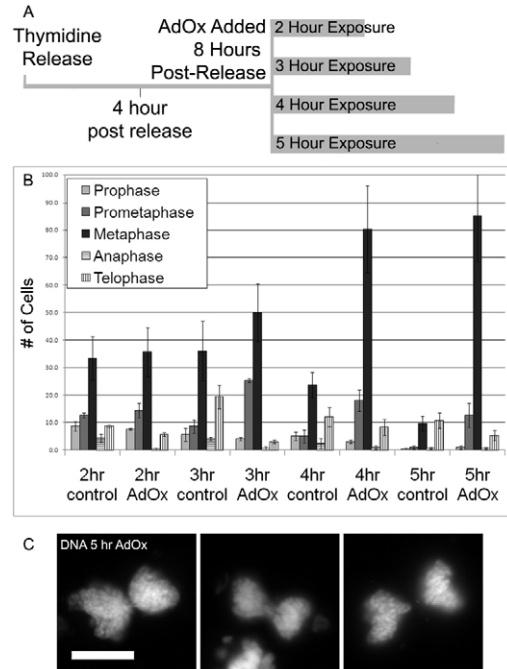 A
Thymidine
Release
AdOx Added
8 Hours
Post-Release
4 hour
post release
2 Hour Exposure
3 Hour Exposure
4 Hour Exposure
5 Hour Exposure
B
Prophase
Prometaphase
Metaphase
Anaphase
Telophase
# of Cells
100.0
90.0
80.0
70.0
60.0
50.0
40.0
30.0
20.0
10.0
0.0
2hr control
2hr AdOx
3hr control
3hr AdOx
4hr control
4hr AdOx
5hr control
5hr AdOx
C
DNA 5 hr AdOx